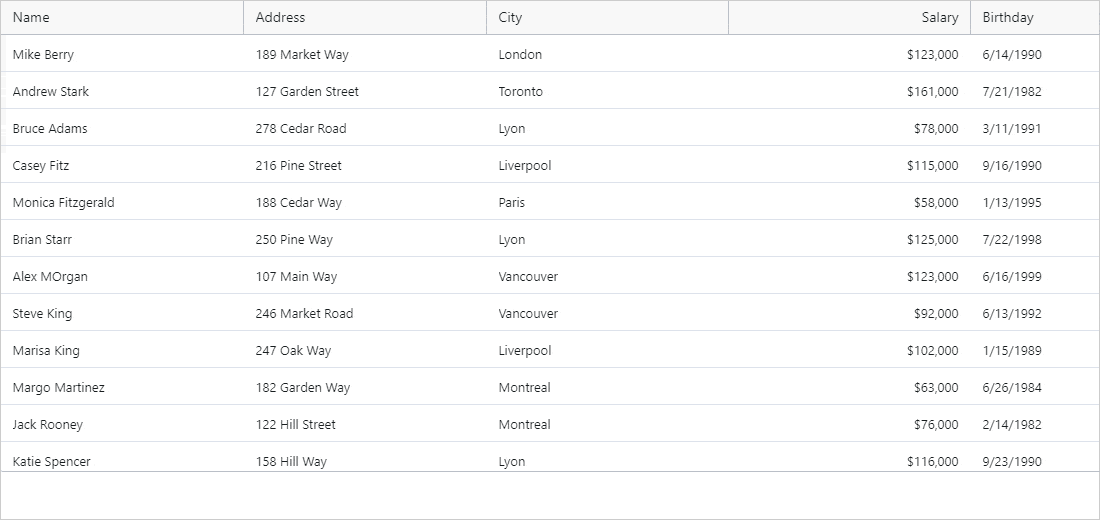 Name Address City Salary Birthday
Mike Berry 189 Market Way London $123,000 6/14/1990
Andrew Stark 127 Garden Street Toronto $161,000 7/21/1982
Bruce Adams 278 Cedar Road Lyon $78,000 3/11/1991
Casey Fitz 216 Pine Street Liverpool $115,000 9/16/1990
Monica Fitzgerald 188 Cedar Way Paris $58,000 1/13/1995
Brian Starr 250 Pine Way Lyon $125,000 7/22/1998
Alex MOrgan 107 Main Way Vancouver $123,000 6/16/1999
Steve King 246 Market Road Vancouver $92,000 6/13/1992
Marisa King 247 Oak Way Liverpool $102,000 1/15/1989
Margo Martinez 182 Garden Way Montreal $63,000 6/26/1984
Jack Rooney 122 Hill Street Montreal $76,000 2/14/1982
Katie Spencer 158 Hill Way Lyon $116,000 9/23/1990